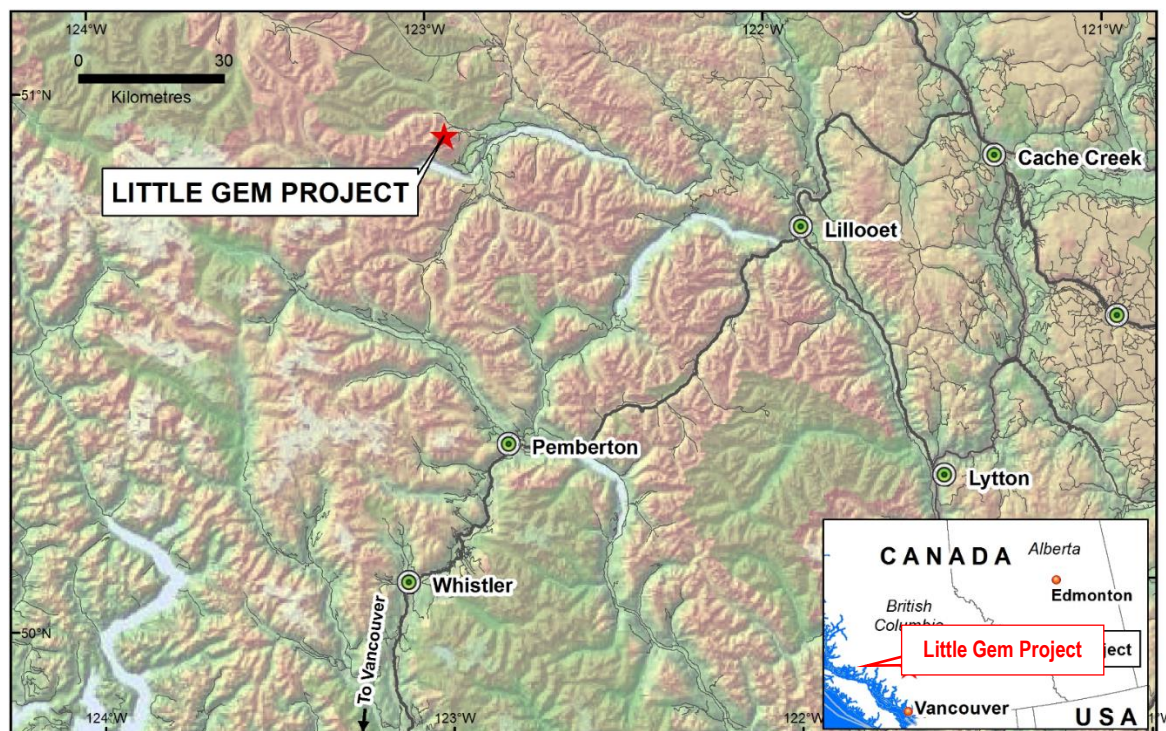 124°W
123°W
122°W
121°W
0
30
Kilometres
51°N
LITTLE GEM PROJECT
Cache Creek
Lillooet
Pemberton
Lytton
Whistler
50°N
To Vancouver
124°W
123°W
122°W
1°W
CANADA
Alberta
Edmonton
British
Columbia
Little Gem Project
ject
Vancouver
USA